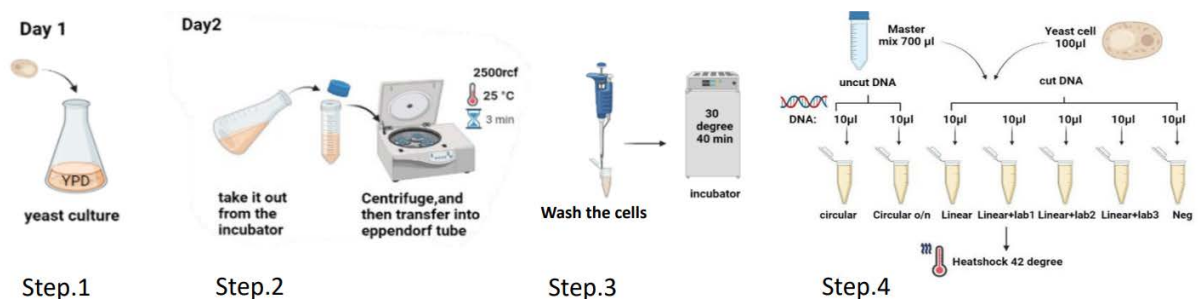 Day 1
YPD
yeast culture
Step.1
Day2
2500rcf
25 °C
3 min
take it out
from the
incubator
Centrifuge,and
then transfer into
eppendorf tube
Step.2
30
degree
40 min
incubator
Wash the cells
Step.3
Master
mix 700 µl
Yeast cell
100µl
uncut DNA
cut DNA
DNA: 10µl 10µl 10µl 10µl 10µl 10µl 10µl
circular Circular o/n Linear Linear+lab1 Linear+lab2 Linear+lab3 Neg
Heatshock 42 degree
Step.4